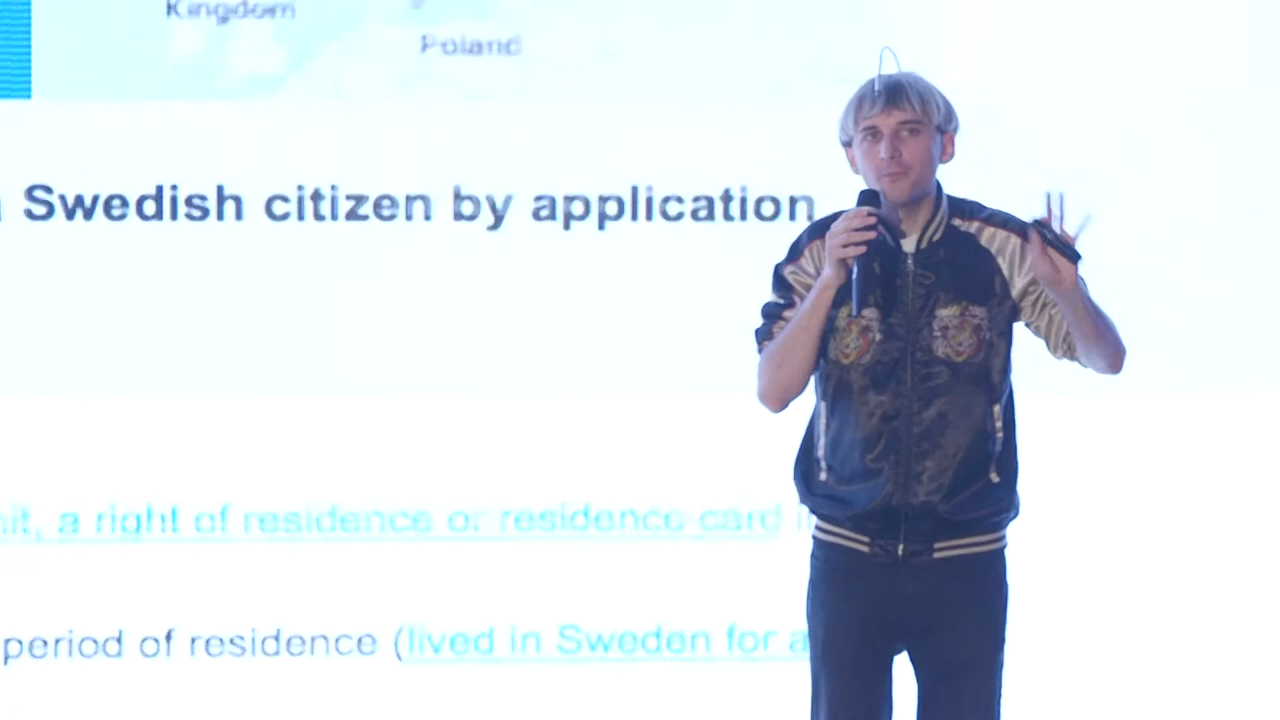 Kingdom
Poland
Swedish citizen by application
it, a right of residence or residence card
period of residence (lived in Sweden for a